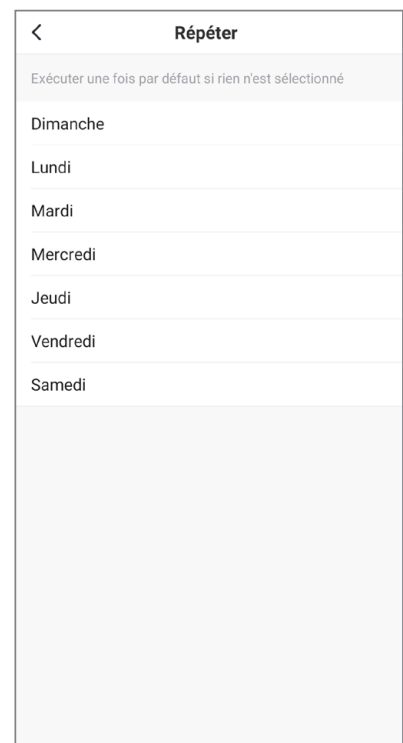 Répéter
Exécuter une fois par défaut si rien n'est sélectionné
Dimanche
Lundi
Mardi
Mercredi
Jeudi
Vendredi
Samedi